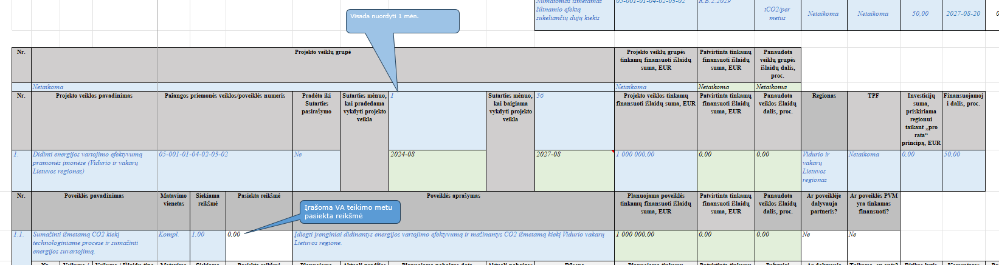 Numatomas išmetamas
žiltnamio efektą
sukeliančių dujų kiekis
05-001-01-04-02-03-02
R.B.2.2029
tCO2/per
metus
Netaikoma
Netaikoma
50,00
2027-08-20
0
Visada nuordyti 1 mėn.
Nr.
Projekto veiklų grupė
Projekto veiklų grupės
tinkamų finansuoti išlaidų
suma, EUR
Patvirtinta tinkamų
finansuoti išlaidų
suma, EUR
Panaudota
veiklų grupės
išlaidų dalis,
proc.
Netaikoma
Netaikoma
Netaikoma
Netaikoma
Nr.
Projekto veiklos pavadinimas
Pažangos priemonės veiklos/poveiklės numeris
Pradėta iki
Sutarties
pasirašymo
Sutarties mėnuo,
kai pradedama
vykdyti projekto
veikla
1
Sutarties mėnuo,
kai baigiama
vykdyti projekto
veikla
36
Projekto veiklos tinkamų
finansuoti išlaidų suma, EUR
Patvirtinta tinkamų
finansuoti išlaidų
suma, EUR
Panaudota
veiklos išlaidų
dalis, proc.
Regionas
TPF
Investicijų
suma,
priskiriama
regionui
taikant „pro
rata“
principą, EUR
Finansuojamoj
i dalis, proc.
1.
Didinti energijos vartojimo efektyvumą
pramonės įmonėse (Vidurio ir vakarų
Lietuvos regionas)
05-001-01-04-02-03-02
Ne
2024-08
2027-08
1 000 000,00
0,00
0,00
Vidurio ir
vakarų
Lietuvos
regionas
Netaikoma
0,00
50,00
Nr.
Poveiklės pavadinimas
Matavimo
vienetas
Siekiama
reikšmė
Pasiekta reikšmė
Poveiklės aprašymas
Planuojama poveiklės
tinkamų finansuoti išlaidų
suma, EUR
Patvirtinta tinkamų
finansuoti išlaidų
suma, EUR
Panaudota
veiklos išlaidų
dalis, proc.
Ar poveiklėje
dalyvauja
partneris?
Ar poveiklės PVM
yra tinkamas
finansuoti?
Įrašoma VA teikimo metu
pasiekta reikšmė
1.1.
Sumažinti išmetamą CO2 kiekį
technologiniame procese ir sumažinti
energijos suvartojimą.
Kompl.
1,00
0,00
Įdiegti įrenginiai didinantys energijos vartojimo efektyvumą ir mažinantys CO2 išmetamą kiekį Vidurio vakarų
Lietuvos regione.
1 000 000,00
0,00
0,00
Ne
Ne